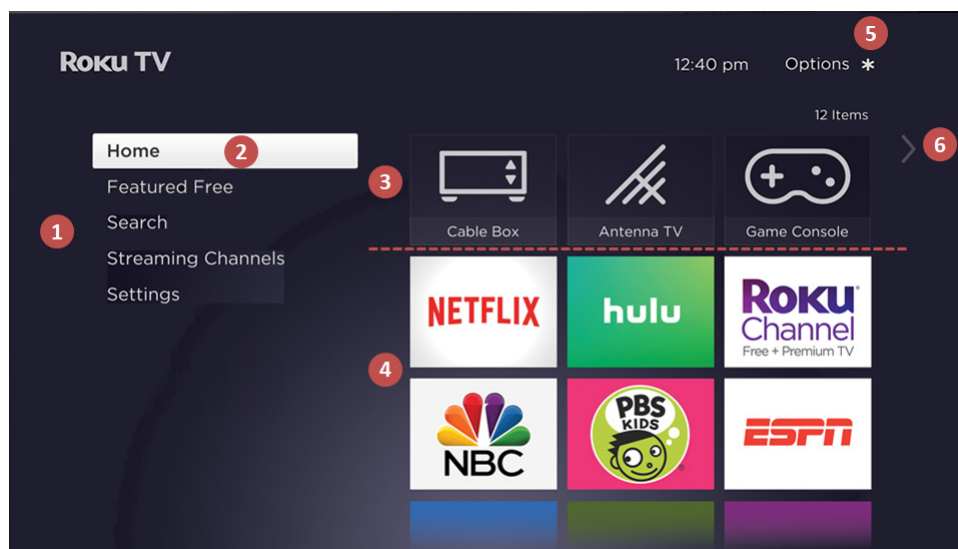 5
Roku TV
12:40 pm
Options *
12 Items
6
Home
2
Featured Free
3
Search
1
Cable Box
Antenna TV
Game Console
Streaming Channels
Settings
NETFLIX
hulu
Roku
Channel
Free + Premium TV
4
NBC
PBS
KIDS
ESPN